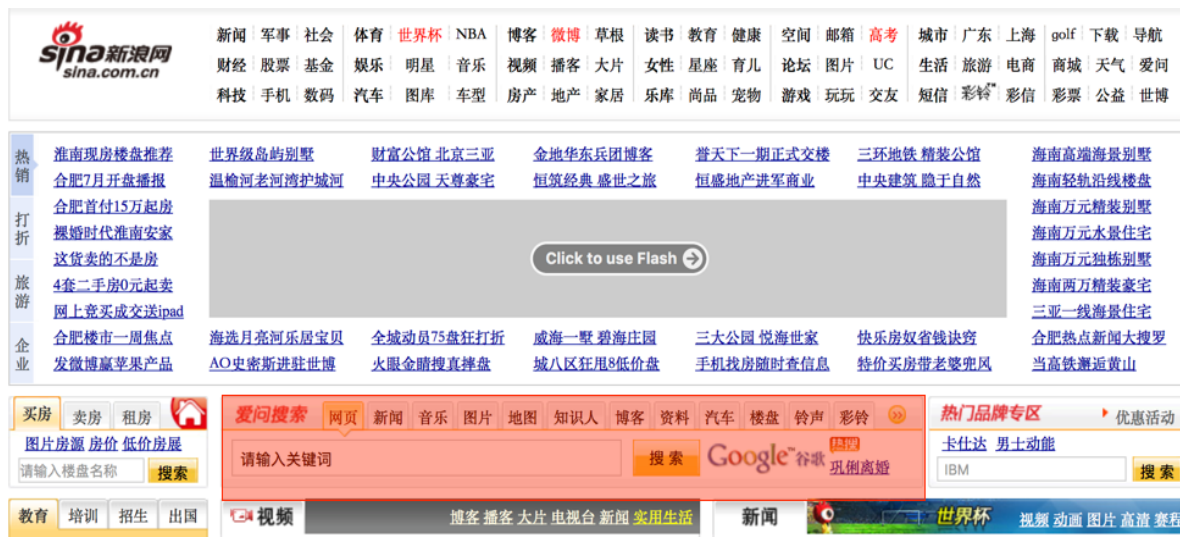 sina新浪网
sina.com.cn
新闻 军事 社会 体育 世界杯 NBA 博客 微博 草根 读书 教育 健康 空间 邮箱 高考 城市 广东 上海 golf 下载 导航
财经 股票 基金 娱乐 明星 音乐 视频 播客 大片 女性 星座 育儿 论坛 图片 UC 生活 旅游 电商 商城 天气 爱问
科技 手机 数码 汽车 图库 车型 房产 地产 家居 乐库 尚品 宠物 游戏 玩玩 交友 短信 彩铃 彩信 彩票 公益 世博
热销
打折
旅游
企业
淮南现房楼盘推荐 世界级岛屿别墅 财富公馆 北京三亚 金地华东兵团博客 誉天下一期正式交楼 三环地铁 精装公馆 海南高端海景别墅
合肥7月开盘播报 温榆河老河湾护城河 中央公园 天尊豪宅 恒筑经典 盛世之旅 恒盛地产进军商业 中央建筑 隐于自然 海南轻轨沿线楼盘
合肥首付15万起房 海南万元精装别墅
裸婚时代淮南安家 海南万元水景住宅
这货卖的不是房 Click to use Flash 海南万元独栋别墅
4套二手房0元起卖 海南两万精装豪宅
网上竞买成交送ipad 三亚一线海景住宅
合肥楼市一周焦点 海选月亮河乐居宝贝 全城动员75盘狂打折 威海一墅 碧海庄园 三大公园 悦海世家 快乐房奴省钱诀窍 合肥热点新闻大搜罗
发微博赢苹果产品 AO史密斯进驻世博 火眼金睛搜真摔盘 城八区狂甩8低价盘 手机找房随时查信息 特价买房带老婆兜风 当高铁邂逅黄山
买房 卖房 租房
图片房源 房价 低价房展
请输入楼盘名称 搜索
爱问搜索 网页 新闻 音乐 图片 地图 知识人 博客 资料 汽车 楼盘 铃声 彩铃
请输入关键词 搜索 Google 谷歌 热搜
巩俐离婚
热门品牌专区 优惠活动
卡仕达 男士动能
IBM 搜索
教育 培训 招生 出国
视频 博客 播客 大片 电视台 新闻 实用生活
新闻 世界杯 视频 动画 图片 高清 赛程